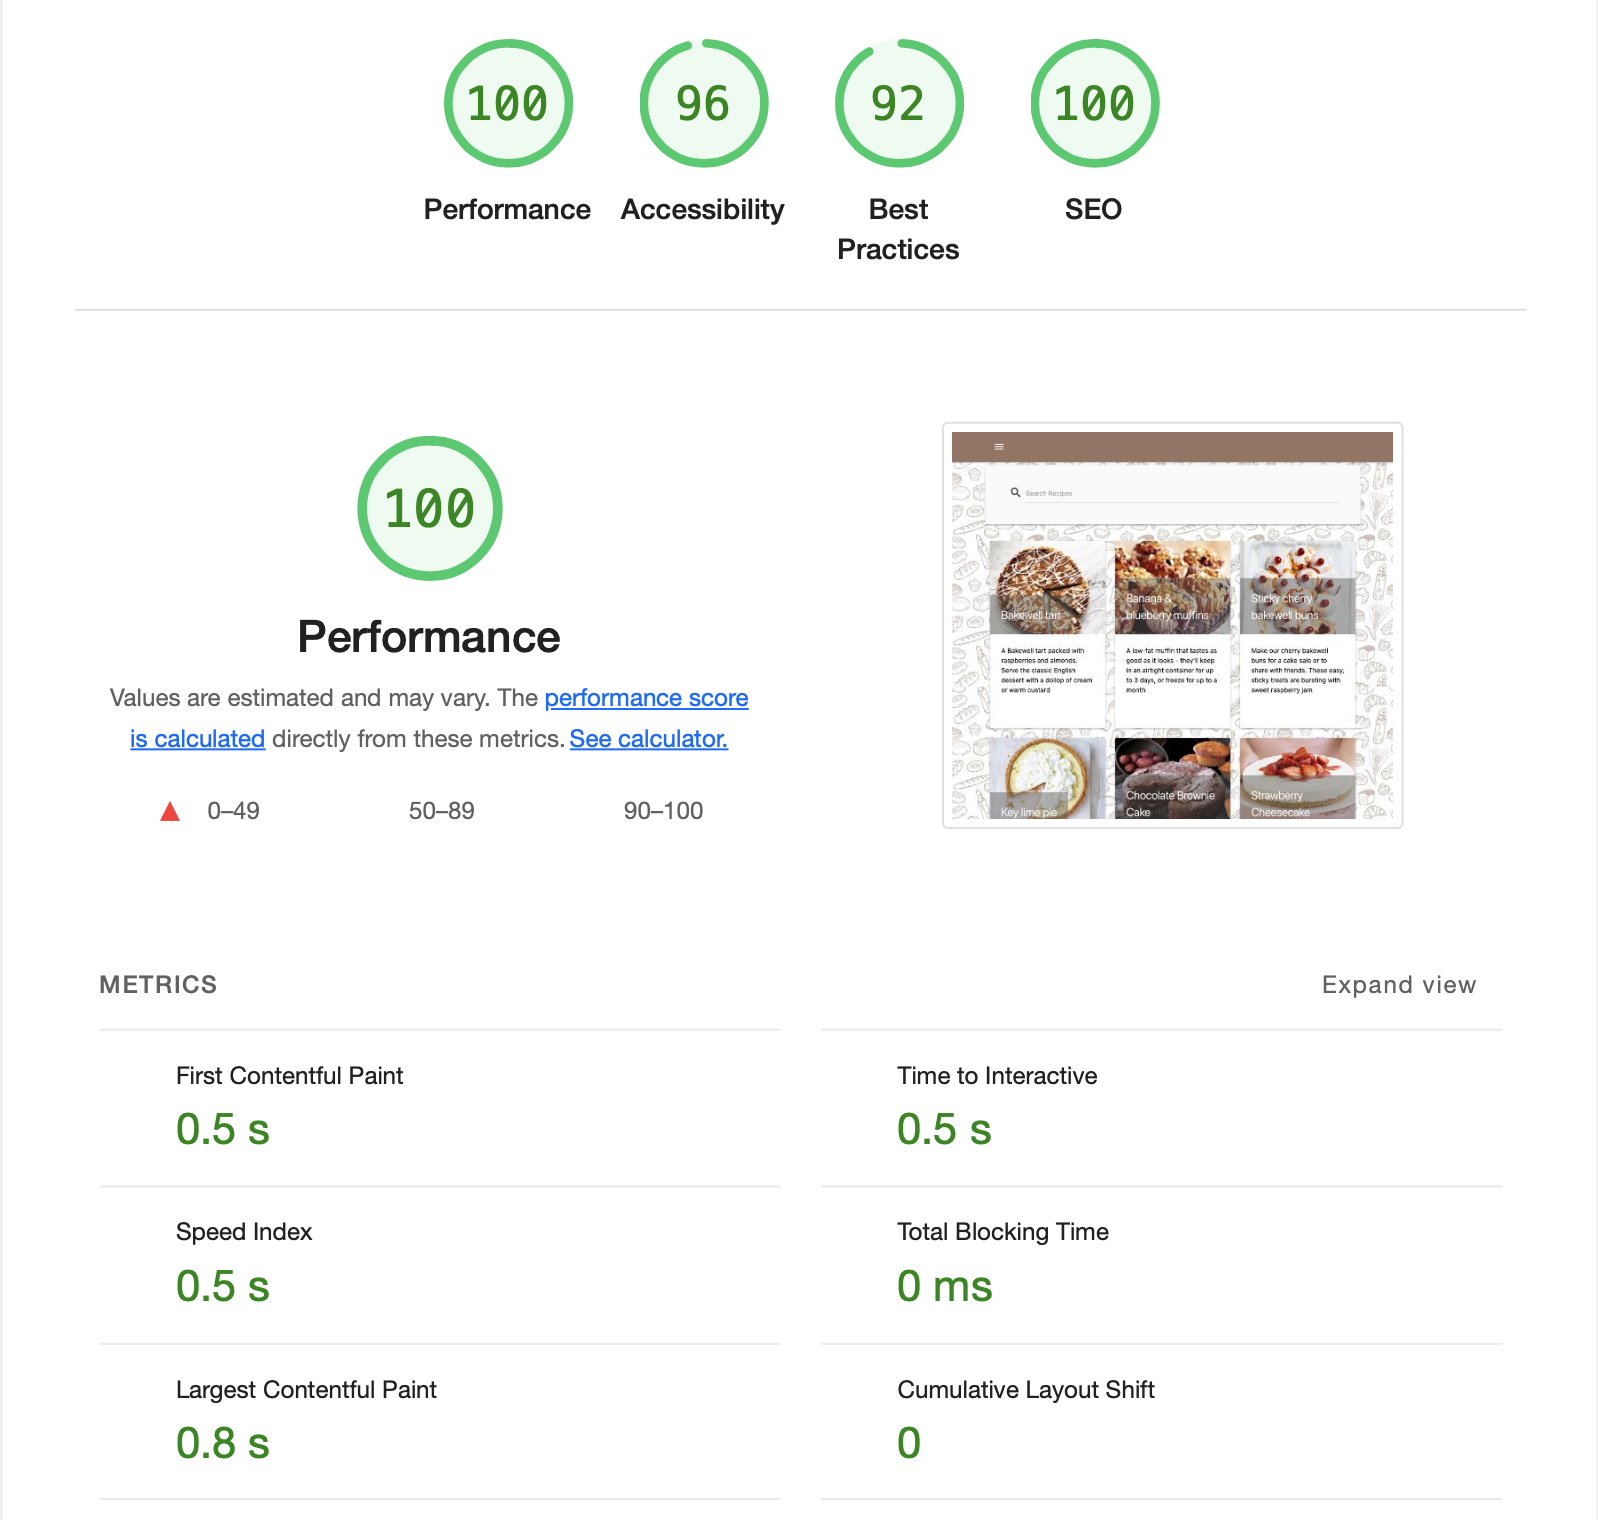 100
96
92
100
Performance
Accessibility
Best
Practices
SEO
100
Performance
Values are estimated and may vary. The performance score
is calculated directly from these metrics. See calculator.
0–49
50–89
90–100
Search Recipes
Bakewell tart
Banana &
blueberry muffins
Sticky cherry
bakewell buns
A Bakewell tart packed with
raspberries and almonds.
Serve the classic English
dessert with a dollop of cream
or warm custard
A low-fat muffin that tastes as
good as it looks - they'll keep
in an airtight container for up
to 3 days, or freeze for up to a
month
Make our cherry bakewell
buns for a cake sale or to
share with friends. These easy,
sticky treats are bursting with
sweet raspberry jam
Key lime pie
Chocolate Brownie
Cake
Strawberry
Cheesecake
METRICS
Expand view
First Contentful Paint
0.5 s
Time to Interactive
0.5 s
Speed Index
0.5 s
Total Blocking Time
0 ms
Largest Contentful Paint
0.8 s
Cumulative Layout Shift
0